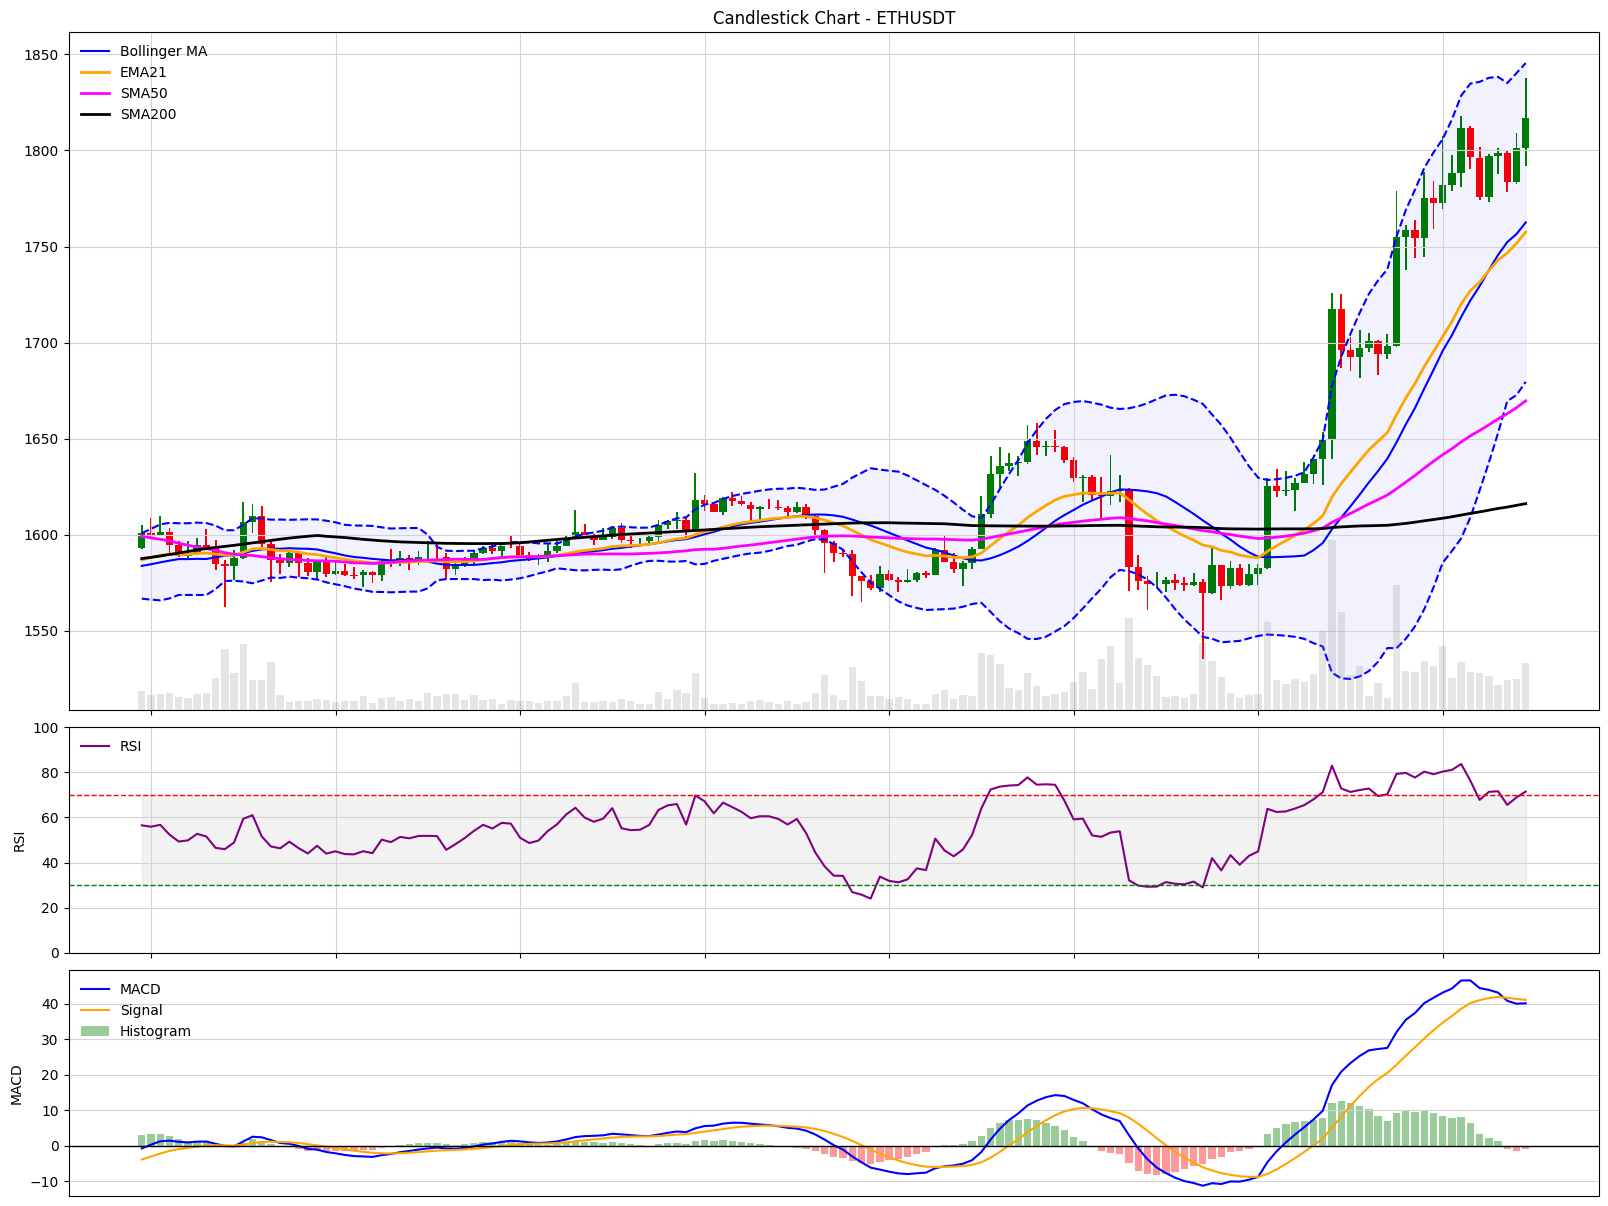 Candlestick Chart - ETHUSDT
Bollinger MA
EMA21
SMA50
SMA200
1850
1800
1750
1700
1650
1600
1550
RSI
100
80
60
40
20
0
RSI
MACD
Signal
Histogram
40
30
20
10
0
−10
MACD